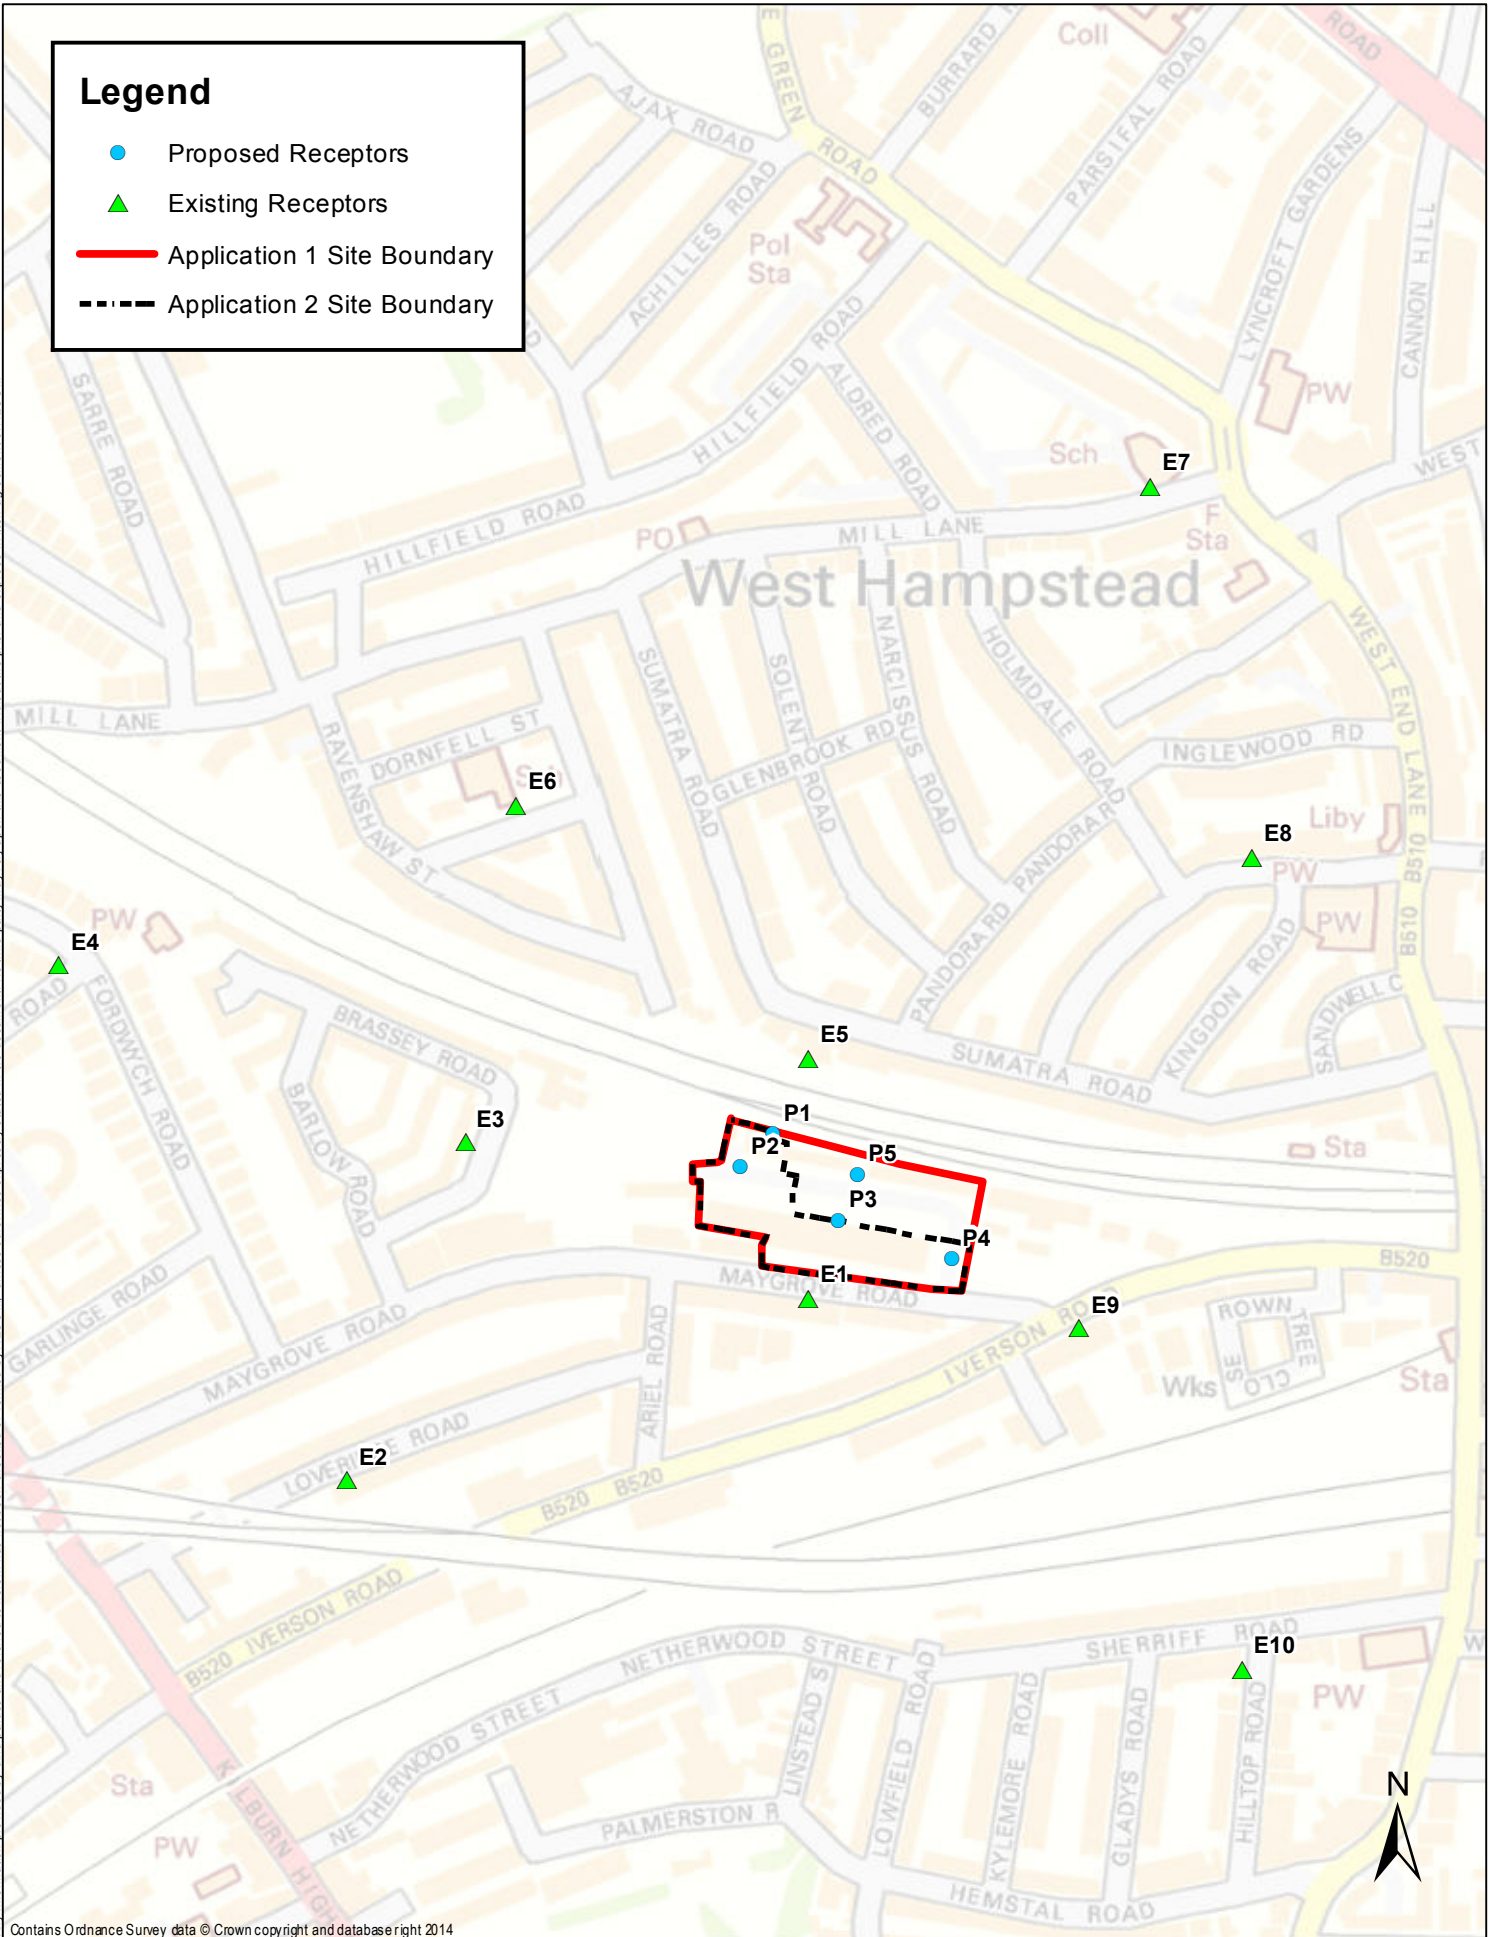 Legend
Proposed Receptors
Existing Receptors
Application 1 Site Boundary
Application 2 Site Boundary
E GREEN ROAD
BURRARD
Coll
PARSIFAL ROAD
ROAD
AJAX ROAD
ACHILLES ROAD
Pol
Sta
HILLFIELD ROAD
ALDRED ROAD
LYNCROFT GARDENS
CANNON HILL
PW
WEST
SARRE ROAD
Sch
E7
F
Sta
HILLFIELD ROAD
PO
MILL LANE
West Hampstead
WEST END LANE B510 B510
MILL LANE
RAVENSHAW ST
DORNFELL ST
Sch
E6
SUMATRA ROAD
SOLENT ROAD
NARCISSUS ROAD
GLENBROOK RD
HOLMDALE ROAD
INGLEWOOD RD
PANDORA RD
PANDORA RD
E8
Liby
PW
PW
KINGDON ROAD
SANDWELL C
PW
E4
ROAD
FORDWYCH ROAD
BRASSEY ROAD
BARLOW ROAD
E3
E5
SUMATRA ROAD
Sta
P1
P2
P5
P3
P4
E1
MAYGROVE ROAD
E9
B520
IVERSON ROAD
ROWN TREE CLO SE
Wks
Sta
GARLINGE ROAD
MAYGROVE ROAD
ARIEL ROAD
E2
ROAD
B520 B520
B520 IVERSON ROAD
NETHERWOOD STREET
SHERRIFF ROAD
E10
PW
W
NETHERWOOD STREET
LINSTEAD S
LOWFIELD ROAD
KYLEMORE ROAD
GLADYS ROAD
HILLTOP ROAD
PALMERSTON R
HEMSTAL ROAD
Sta
PW
K LBURN HIGH
N
Contains Ordnance Survey data © Crown copyright and database right 2014